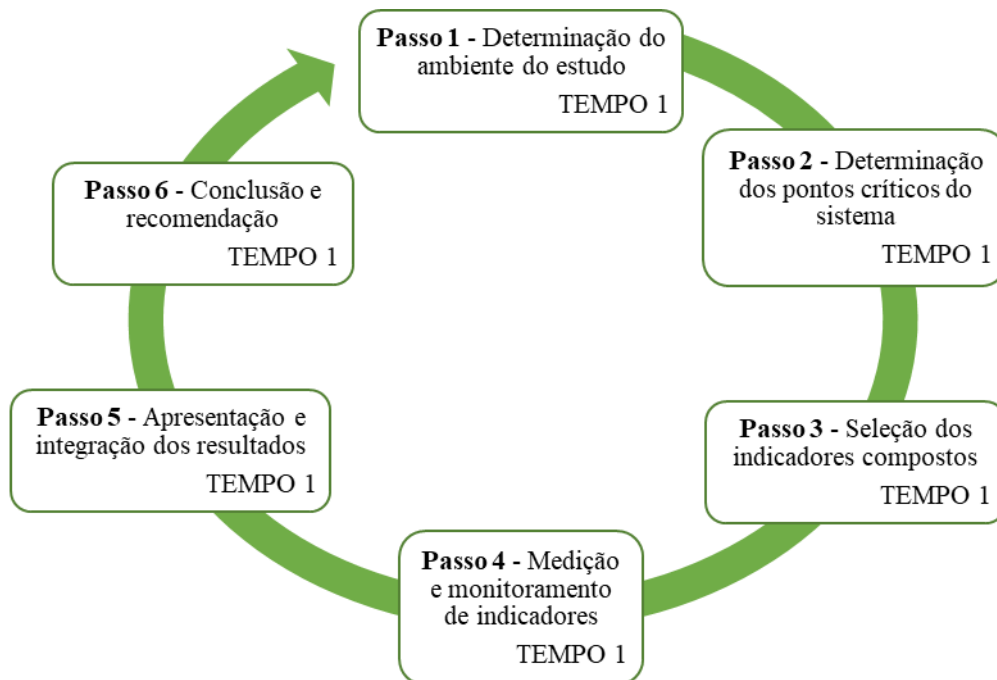 Passo 1 - Determinação do
ambiente do estudo
TEMPO 1
Passo 2 - Determinação
dos pontos críticos do
sistema
TEMPO 1
Passo 3 - Seleção dos
indicadores compostos
TEMPO 1
Passo 4 - Medição
e monitoramento
de indicadores
TEMPO 1
Passo 5 - Apresentação e
integração dos resultados
TEMPO 1
Passo 6 - Conclusão e
recomendação
TEMPO 1